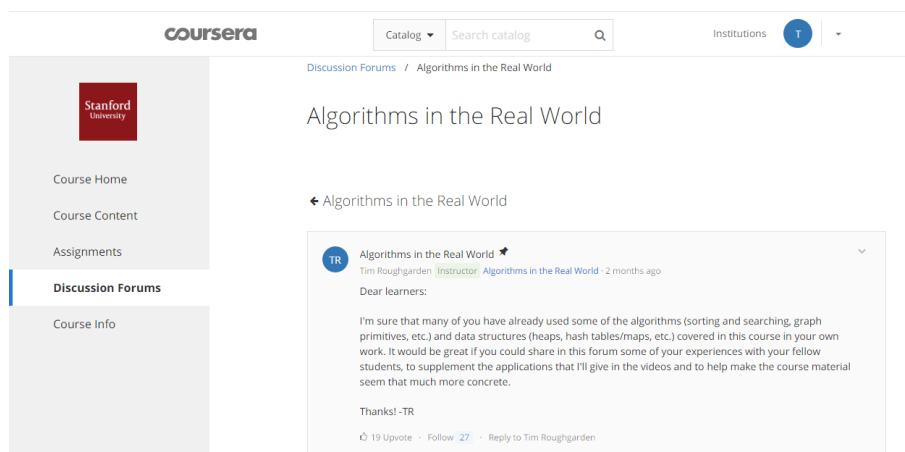 coursera
Catalog
Search catalog
Institutions
T
Stanford
University
Course Home
Course Content
Assignments
Discussion Forums
Course Info
Discussion Forums / Algorithms in the Real World
Algorithms in the Real World
Algorithms in the Real World
TR
Algorithms in the Real World
Tim Roughgarden Instructor Algorithms in the Real World · 2 months ago
Dear learners:
I'm sure that many of you have already used some of the algorithms (sorting and searching, graph
primitives, etc.) and data structures (heaps, hash tables/maps, etc.) covered in this course in your own
work. It would be great if you could share in this forum some of your experiences with your fellow
students, to supplement the applications that I'll give in the videos and to help make the course material
seem that much more concrete.
Thanks! -TR
19 Upvote · Follow 27 · Reply to Tim Roughgarden